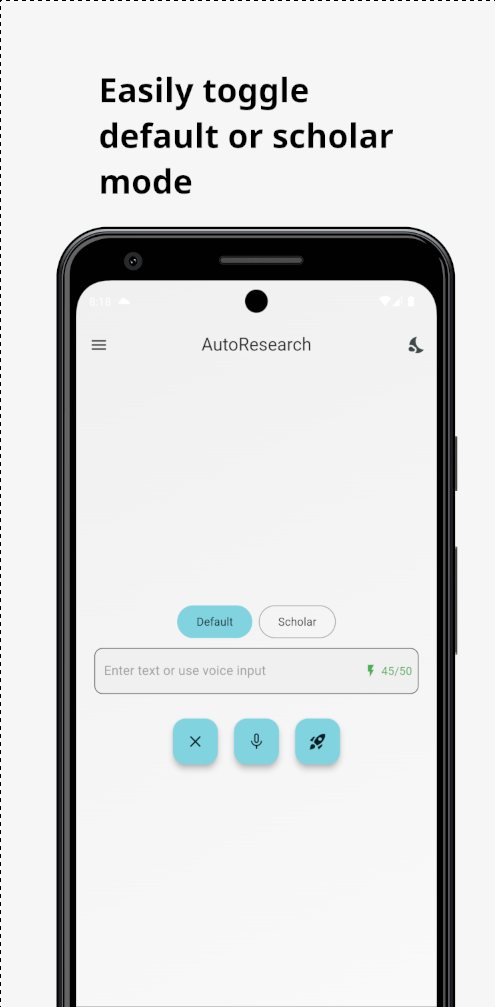 Easily toggle
default or scholar
mode
8:18
AutoResearch
Default Scholar
Enter text or use voice input 45/50